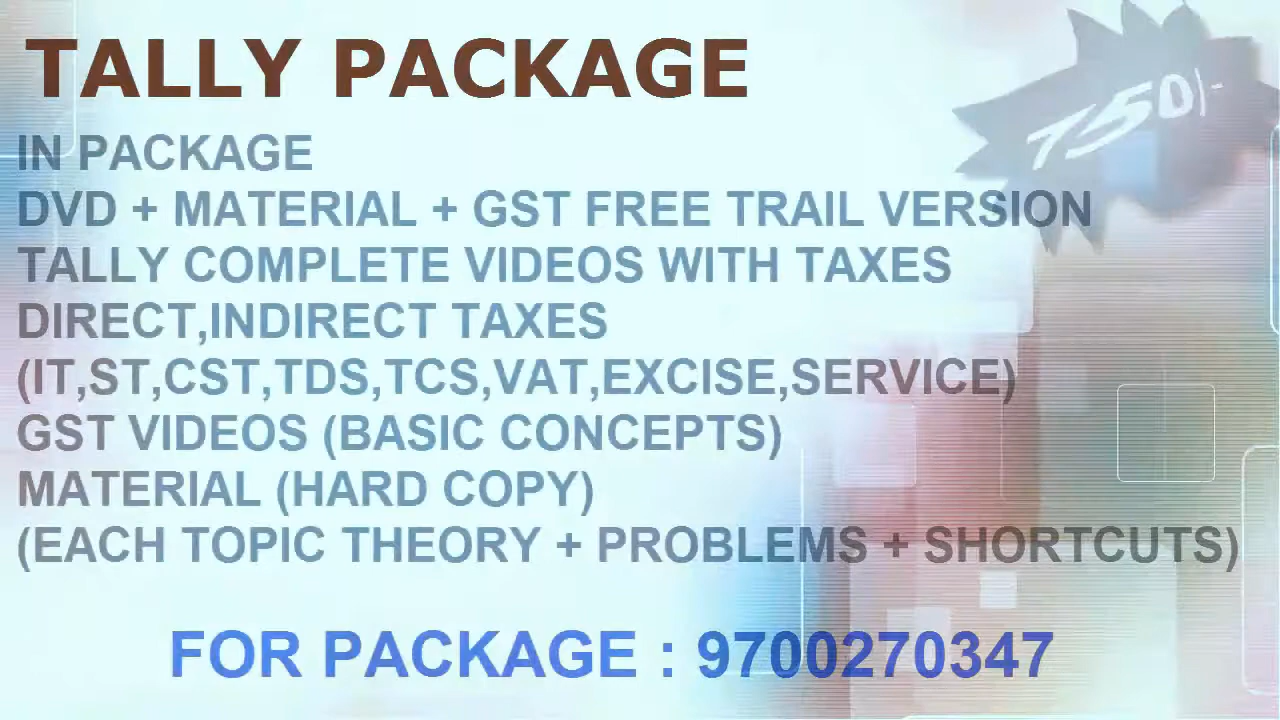 TALLY PACKAGE
750/-
IN PACKAGE
DVD + MATERIAL + GST FREE TRAIL VERSION
TALLY COMPLETE VIDEOS WITH TAXES
DIRECT,INDIRECT TAXES
(IT,ST,CST,TDS,TCS,VAT,EXCISE,SERVICE)
GST VIDEOS (BASIC CONCEPTS)
MATERIAL (HARD COPY)
(EACH TOPIC THEORY + PROBLEMS + SHORTCUTS)
FOR PACKAGE : 9700270347